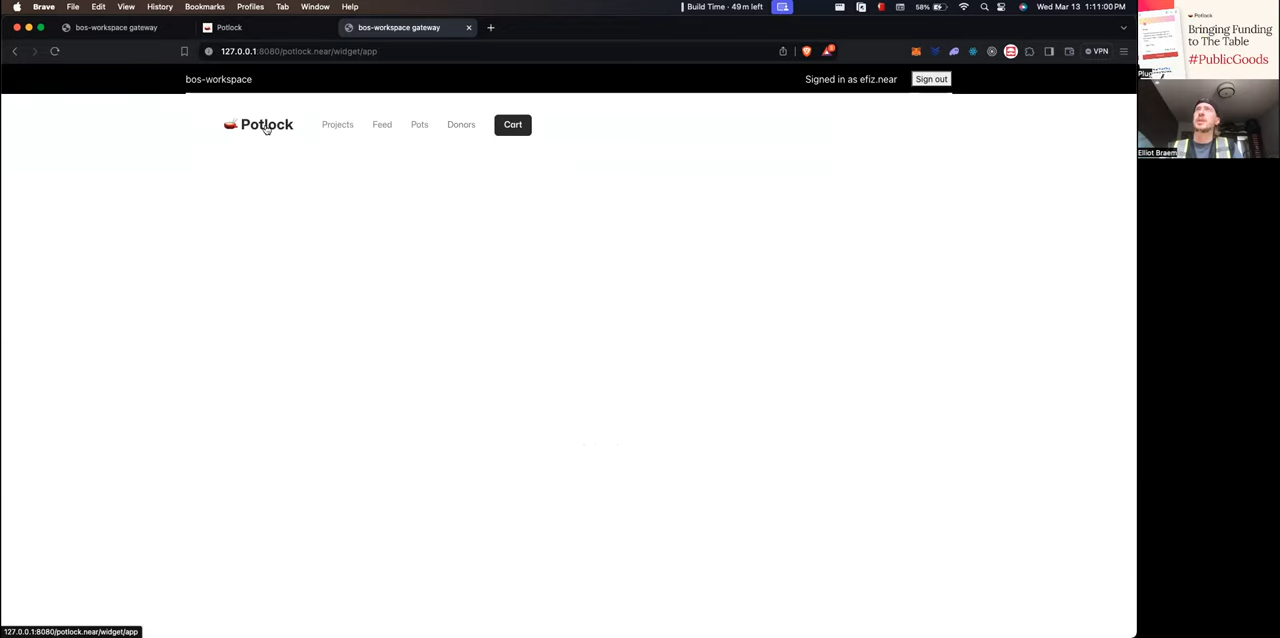 Brave File Edit View History Bookmarks Profiles Tab Window Help Build Time - 49m left 58% Wed Mar 13 1:11:00 PM
bos-workspace gateway Potlock bos-workspace gateway
127.0.0.1:8080/potlock.near/widget/app VPN
bos-workspace Signed in as efiz.near Sign out
Potlock Projects Feed Pots Donors Cart
127.0.0.1:8080/potlock.near/widget/app
Potlock
Bringing Funding
to The Table
#PublicGoods
Plug
Elliot Braem